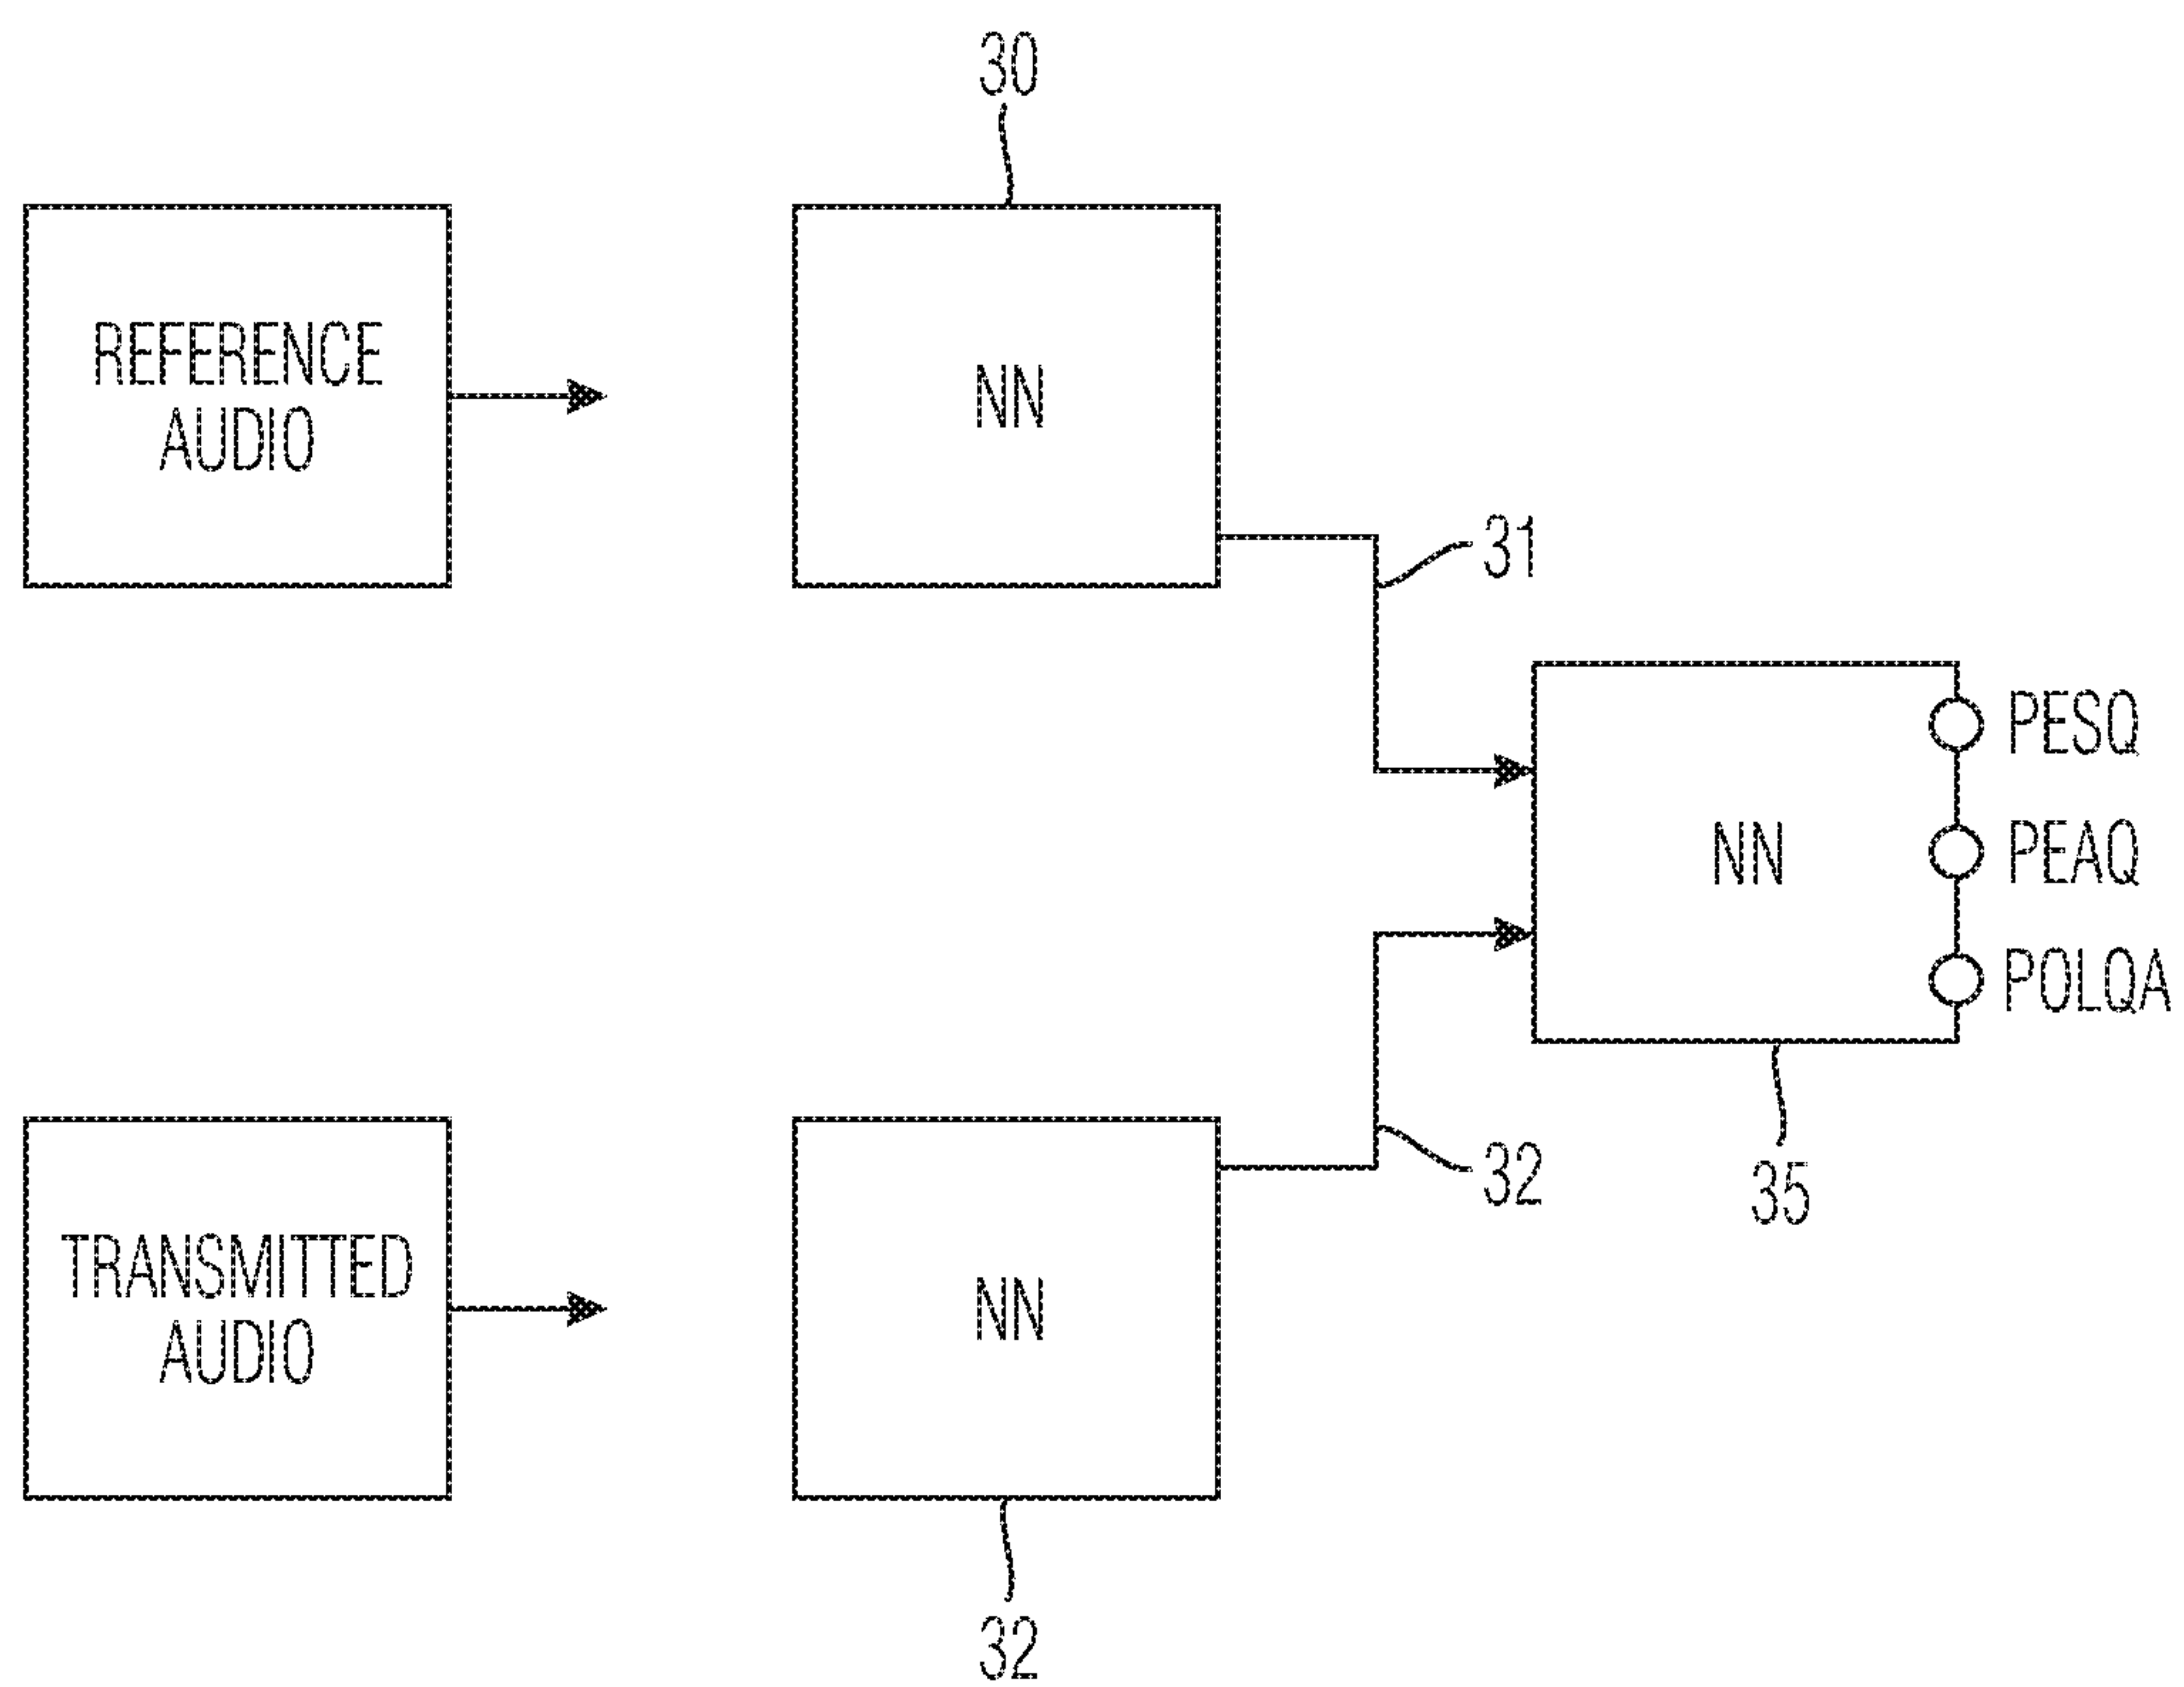 30
REFERENCE
AUDIO
NN
31
PESQ
NN
PEAQ
POLQA
32
35
TRANSMITTED
AUDIO
NN
32